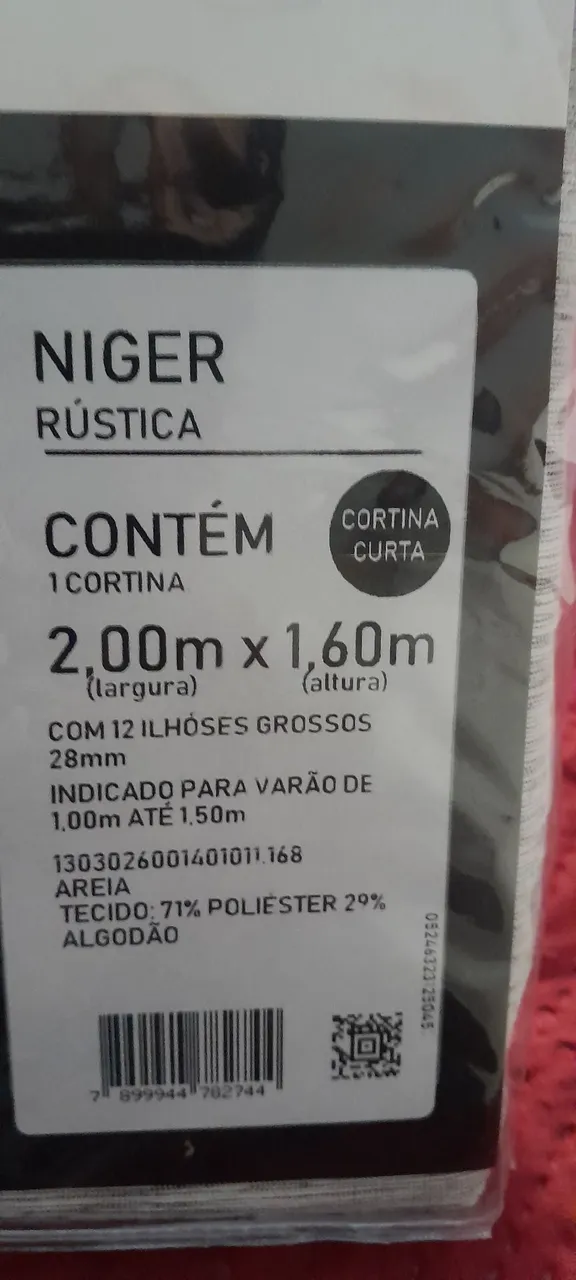 NIGER
RÚSTICA
CONTÉM
1 CORTINA
CORTINA
CURTA
2,00m x 1,60m
(largura) (altura)
COM 12 ILHÓSES GROSSOS
28mm
INDICADO PARA VARÃO DE
1,00m ATÉ 1,50m
1303026001401011.168
AREIA
TECIDO: 71% POLIÉSTER 29%
ALGODÃO
7 899944 782744